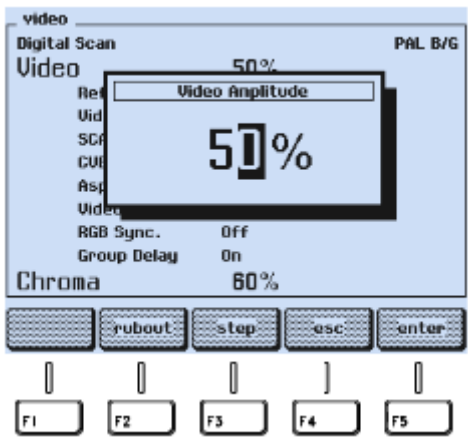 video
Digital Scan PAL B/G
Video 50%
Video Amplitude
50%
RGB Sync. Off
Group Delay On
Chroma 60%
rubout step esc enter
F1 F2 F3 F4 F5